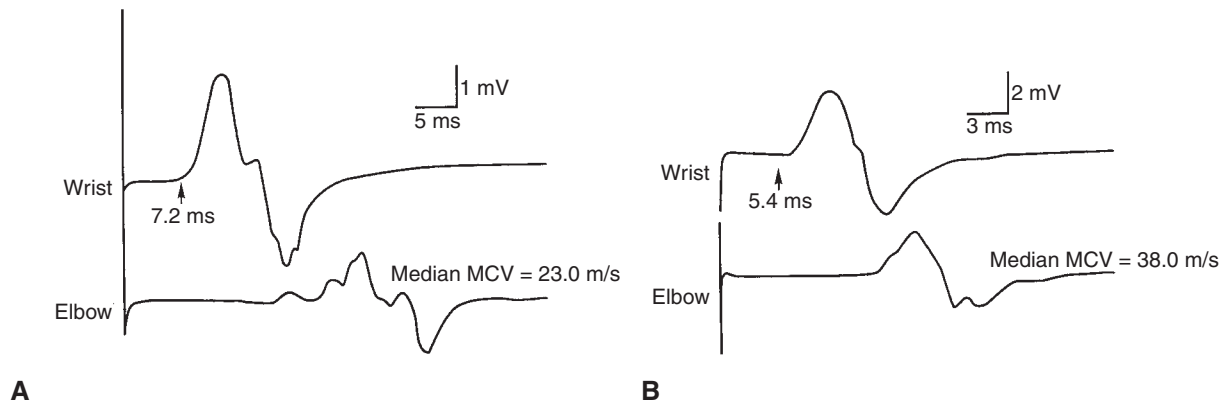 1 mV
5 ms
Wrist
7.2 ms
Median MCV = 23.0 m/s
Elbow
A
2 mV
3 ms
Wrist
5.4 ms
Median MCV = 38.0 m/s
Elbow
B